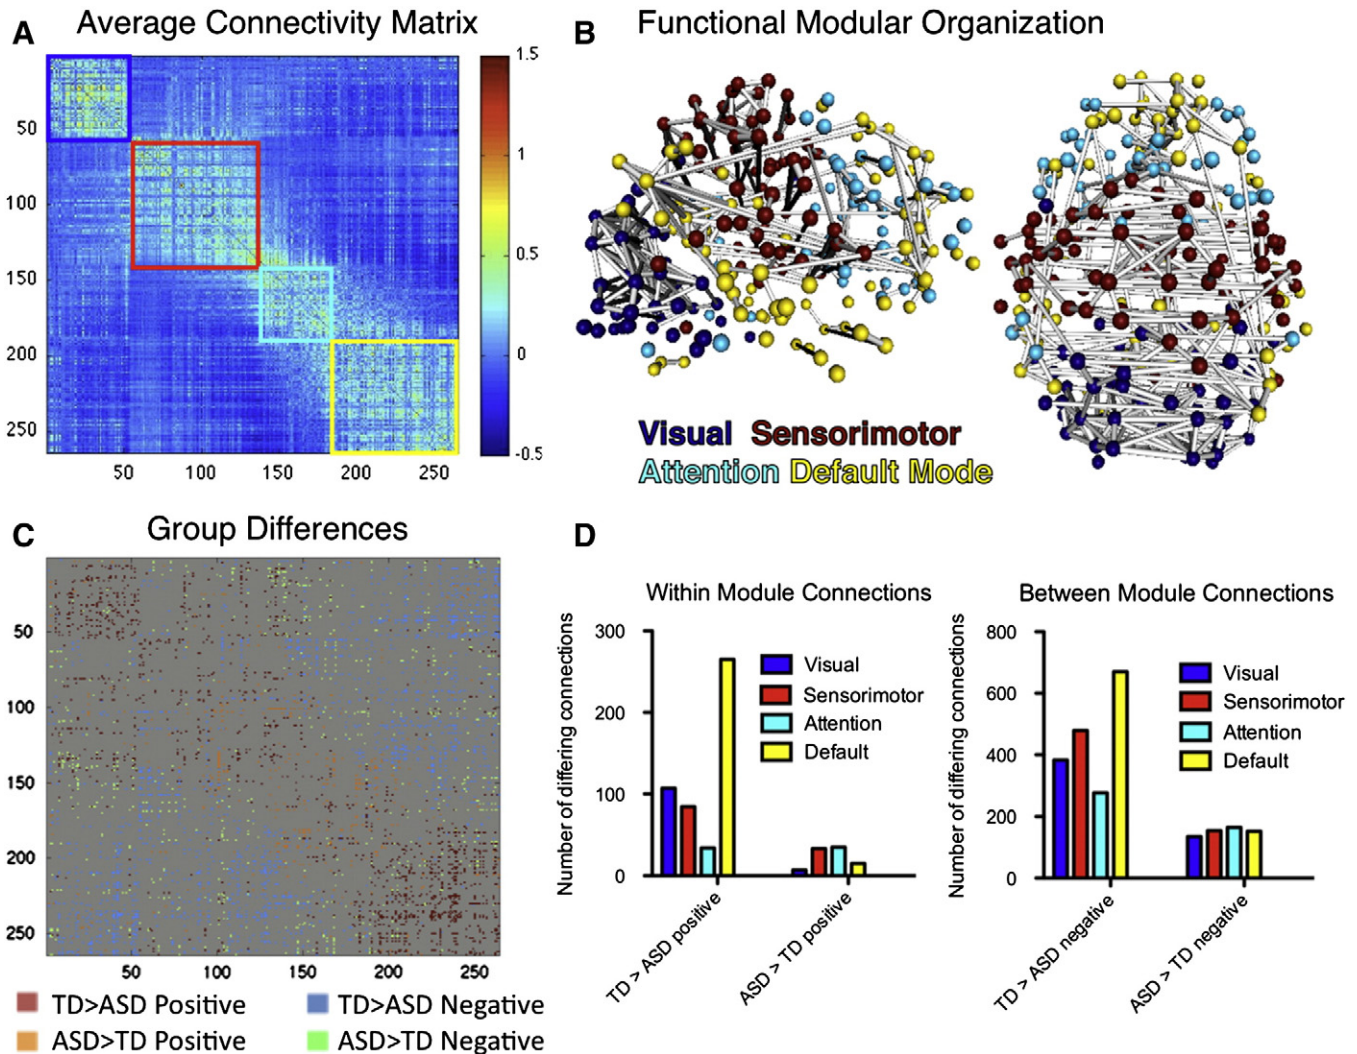 A
Average Connectivity Matrix
1.5
1
0.5
0
-0.5
50
100
150
200
250
50 100 150 200 250
B
Functional Modular Organization
Visual Sensorimotor
Attention Default Mode
C
Group Differences
50
100
150
200
250
50 100 150 200 250
TD>ASD Positive
TD>ASD Negative
ASD>TD Positive
ASD>TD Negative
D
Within Module Connections
Number of differing connections
300
200
100
0
Visual
Sensorimotor
Attention
Default
TD > ASD positive
ASD > TD positive
Between Module Connections
Number of differing connections
800
600
400
200
0
Visual
Sensorimotor
Attention
Default
TD > ASD negative
ASD > TD negative